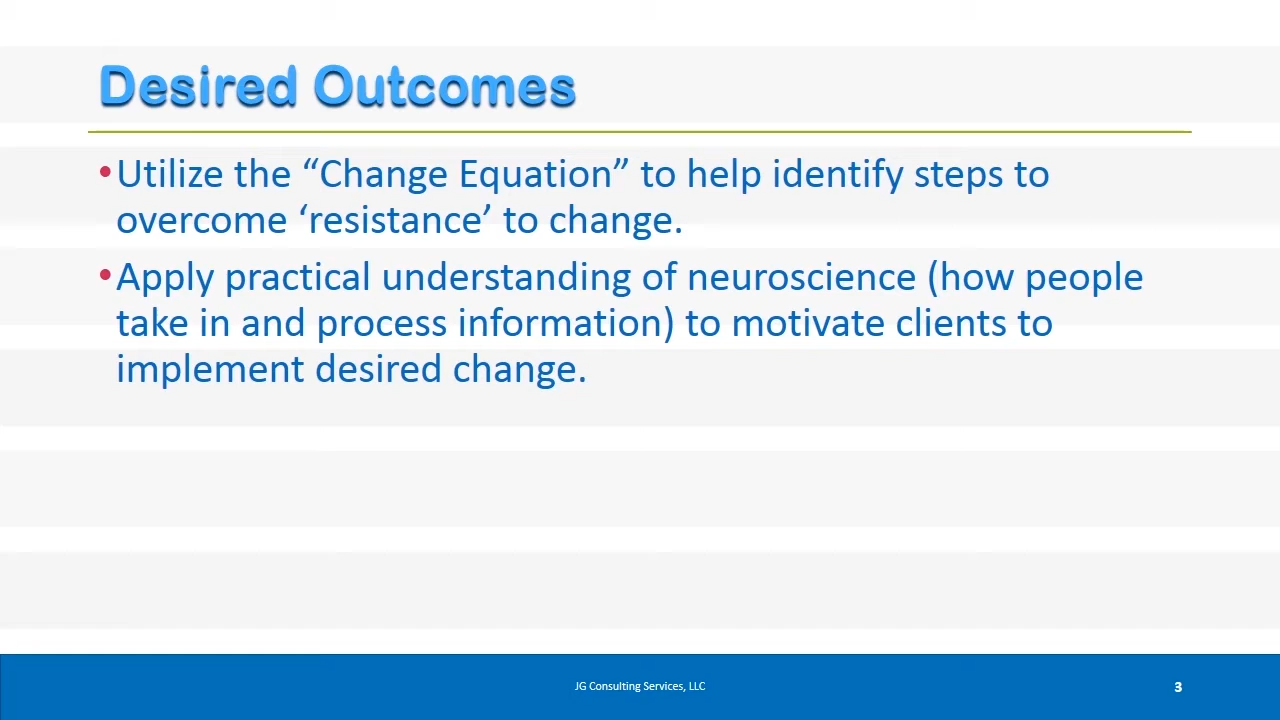 Desired Outcomes
•Utilize the “Change Equation” to help identify steps to
overcome ‘resistance’ to change.
•Apply practical understanding of neuroscience (how people
take in and process information) to motivate clients to
implement desired change.
JG Consulting Services, LLC
3